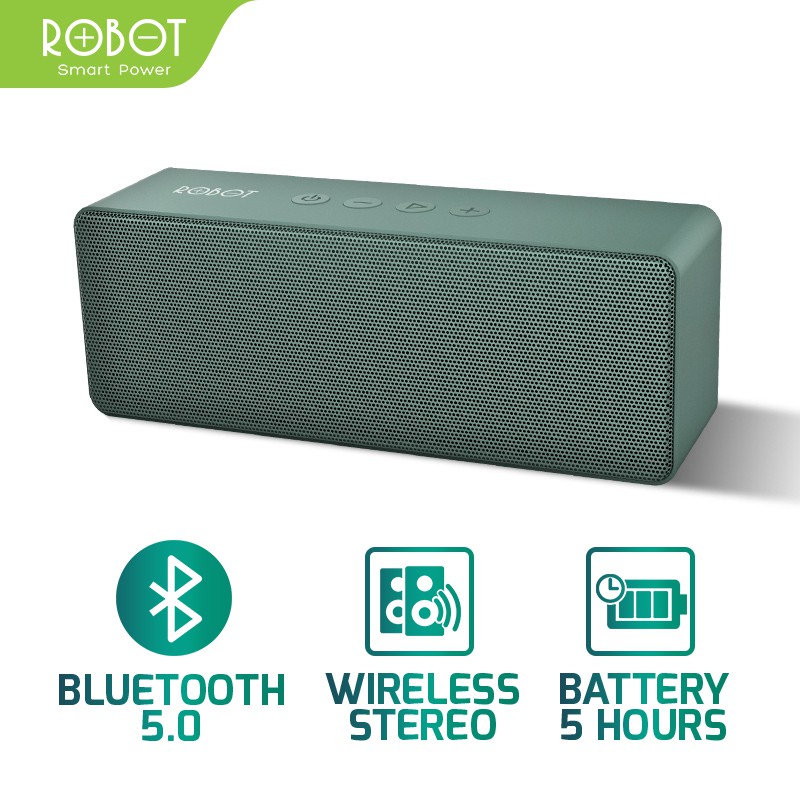 ROBOT
Smart Power
ROBOT
BLUETOOTH
5.0
WIRELESS
STEREO
BATTERY
5 HOURS